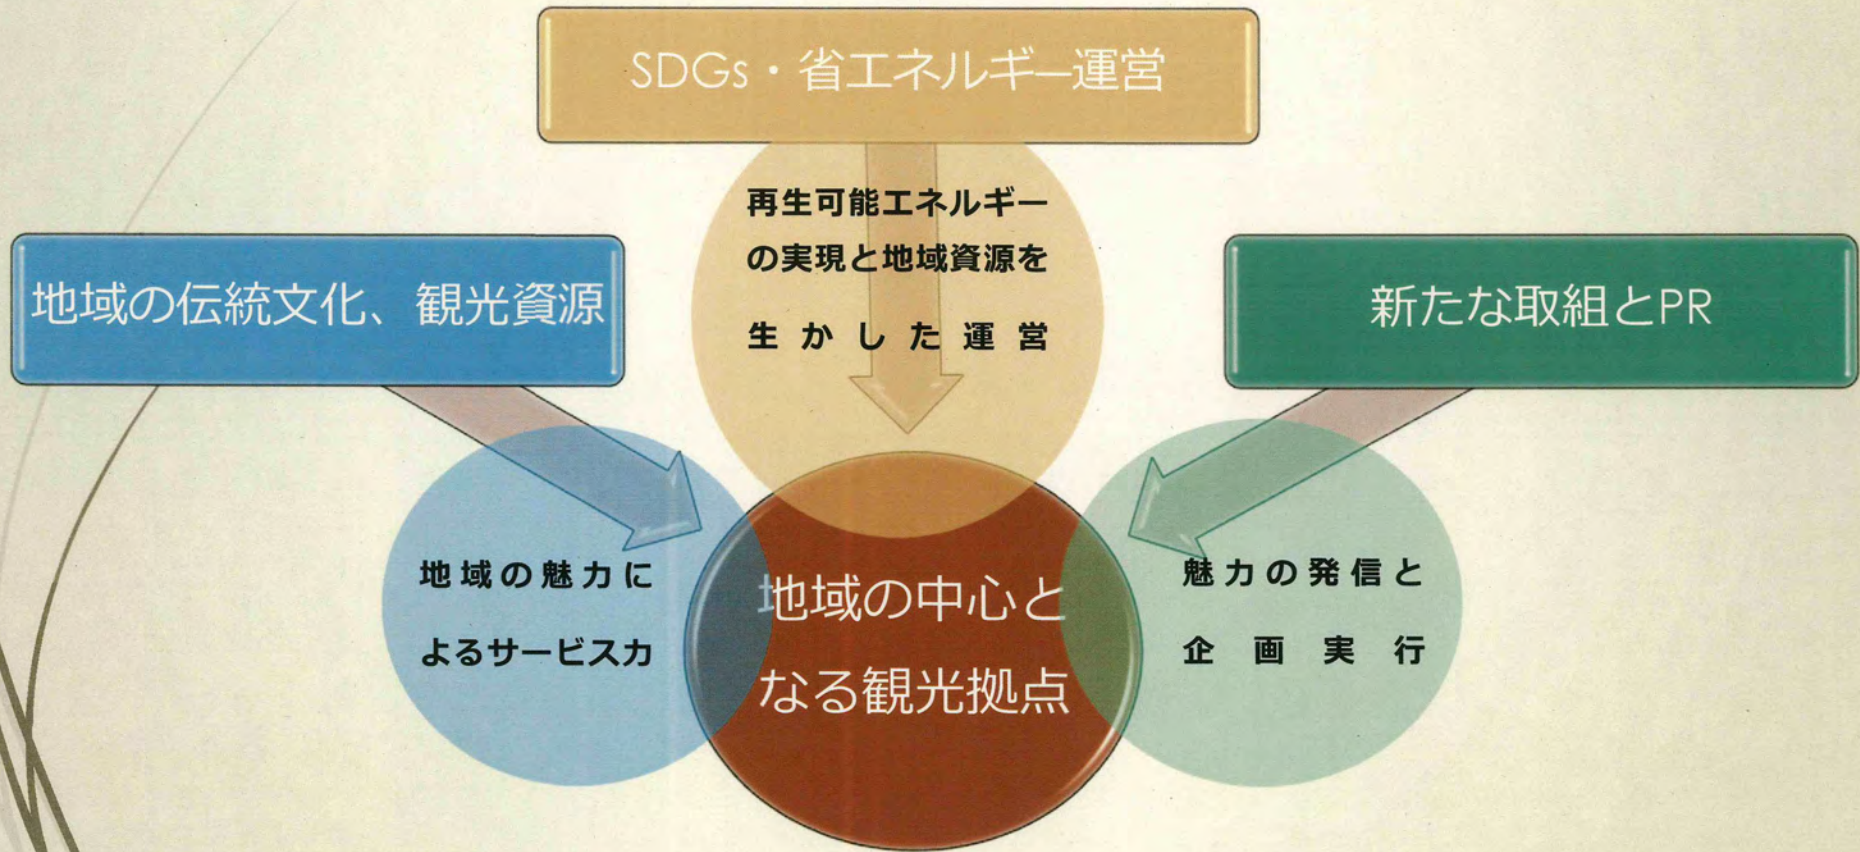 SDGs・省エネルギー運営
再生可能エネルギー
の実現と地域資源を
生かした運営
地域の伝統文化、観光資源
新たな取組とPR
地域の魅力に
よるサービス力
地域の中心と
なる観光拠点
魅力の発信と
企画実行